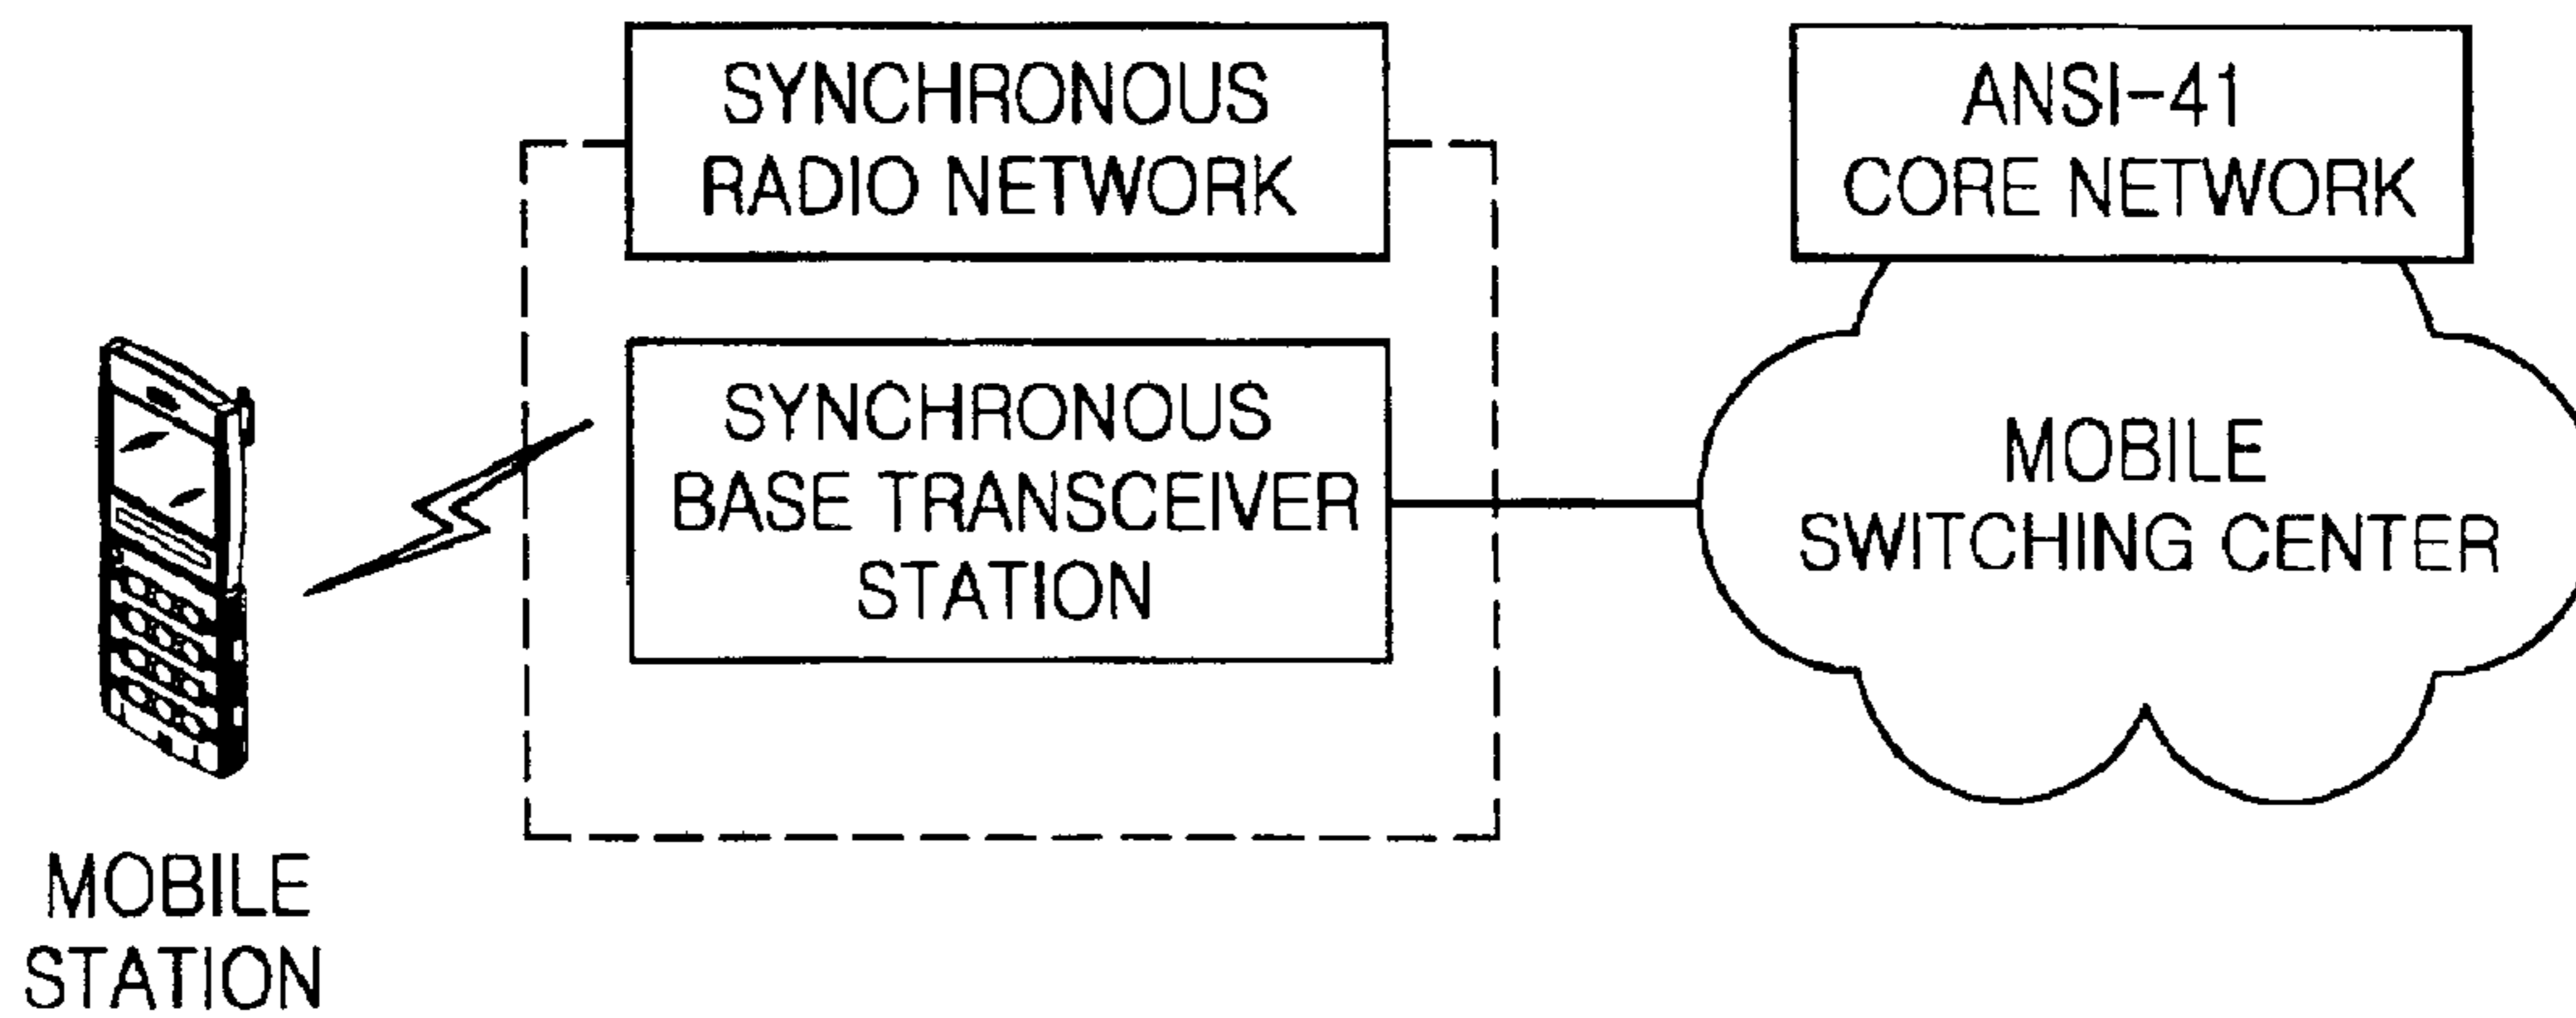 SYNCHRONOUS
RADIO NETWORK
ANSI-41
CORE NETWORK
SYNCHRONOUS
BASE TRANSCEIVER
STATION
MOBILE
SWITCHING CENTER
MOBILE
STATION